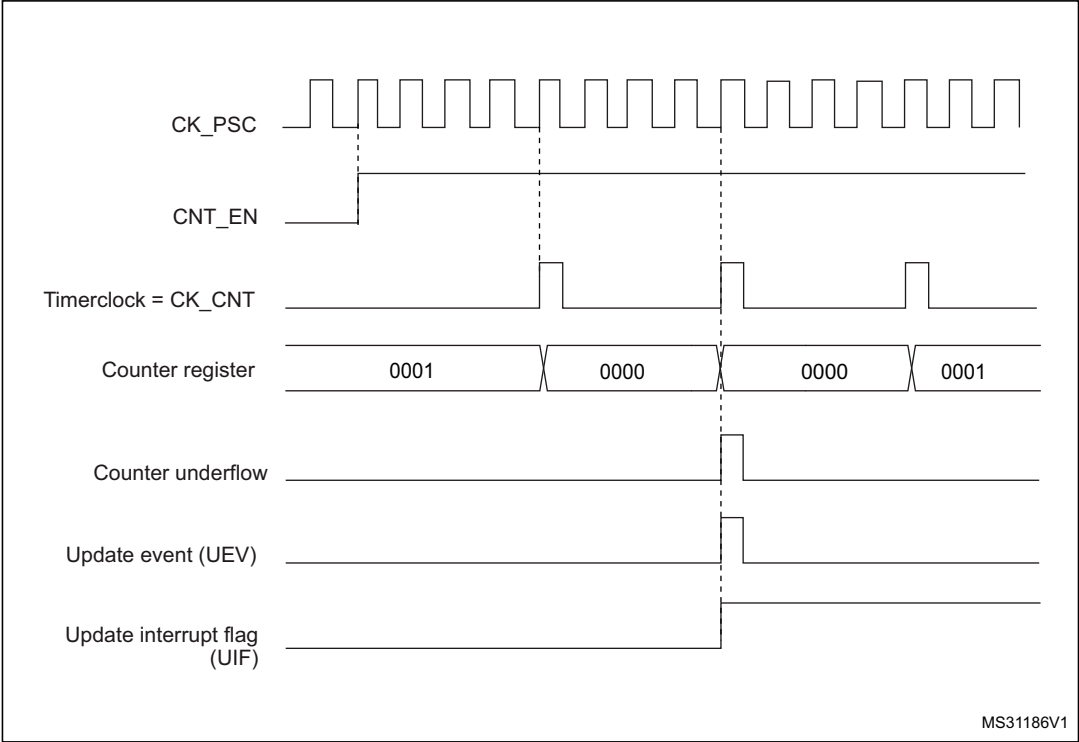 CK_PSC
CNT_EN
Timerclock = CK_CNT
Counter register
0001
0000
0000
0001
Counter underflow
Update event (UEV)
Update interrupt flag
(UIF)
MS31186V1